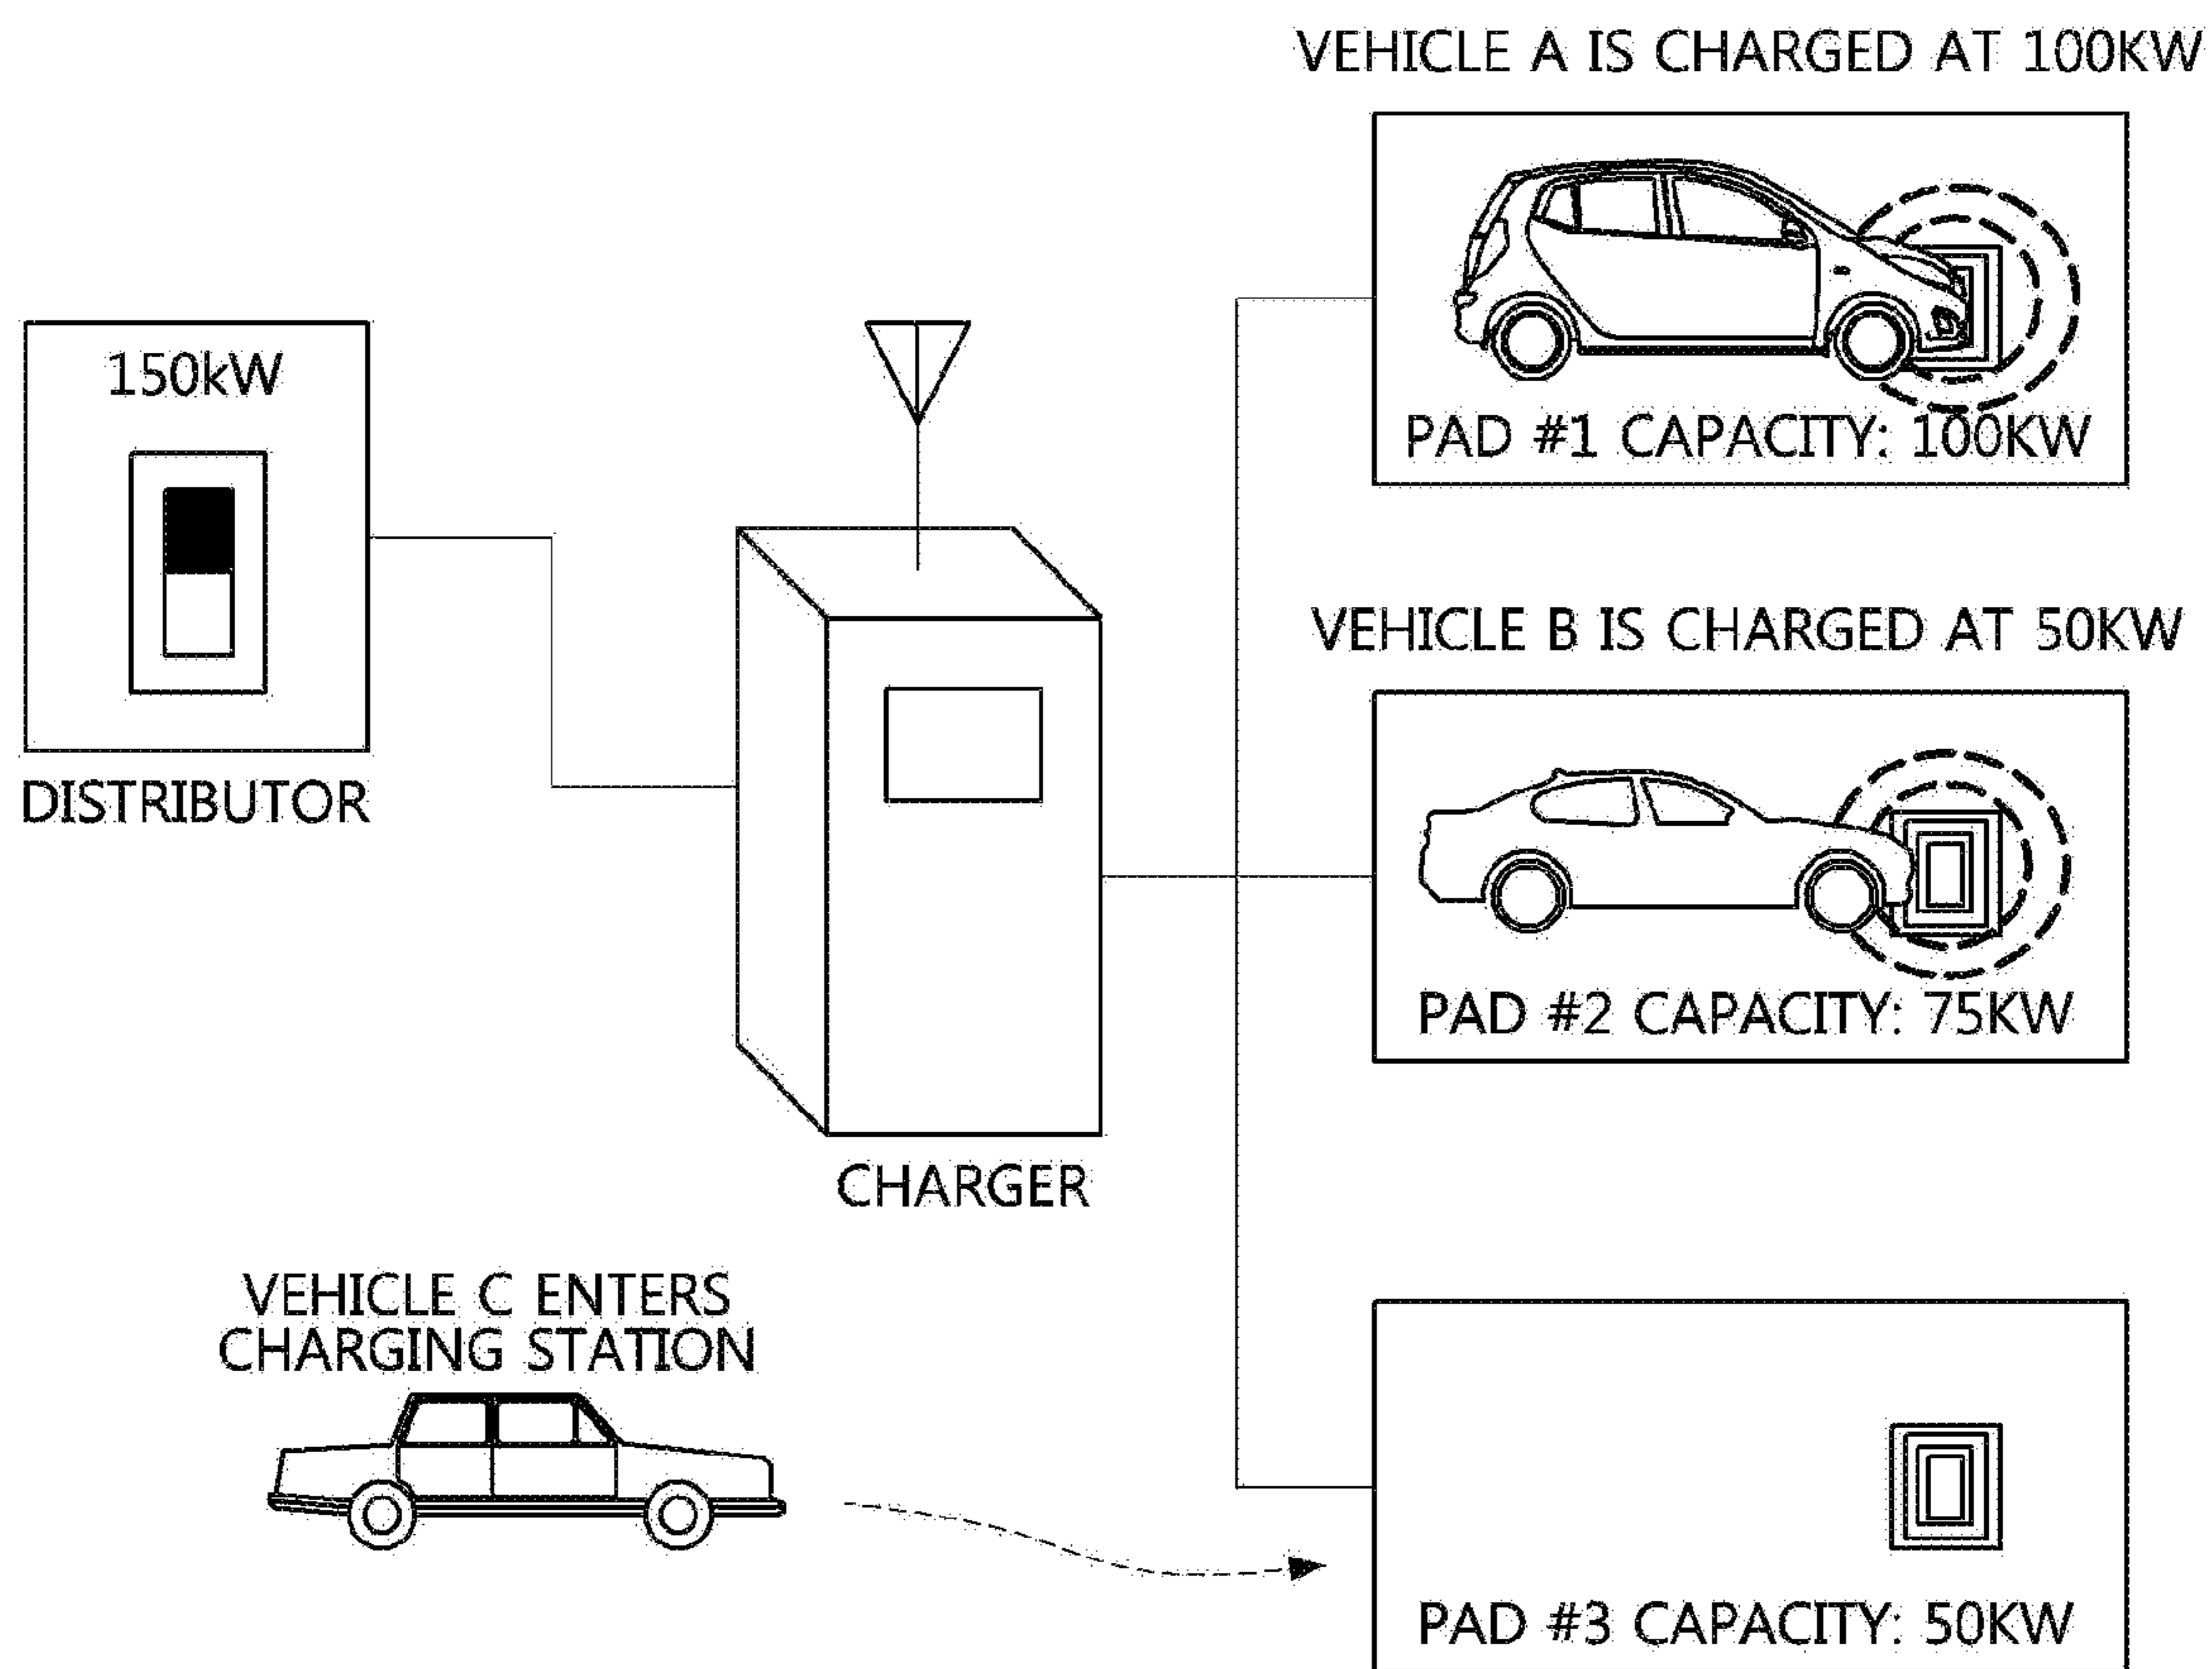 VEHICLE A IS CHARGED AT 100KW
PAD #1 CAPACITY: 100KW
150kW
DISTRIBUTOR
VEHICLE B IS CHARGED AT 50KW
PAD #2 CAPACITY: 75KW
CHARGER
VEHICLE C ENTERS
CHARGING STATION
PAD #3 CAPACITY: 50KW